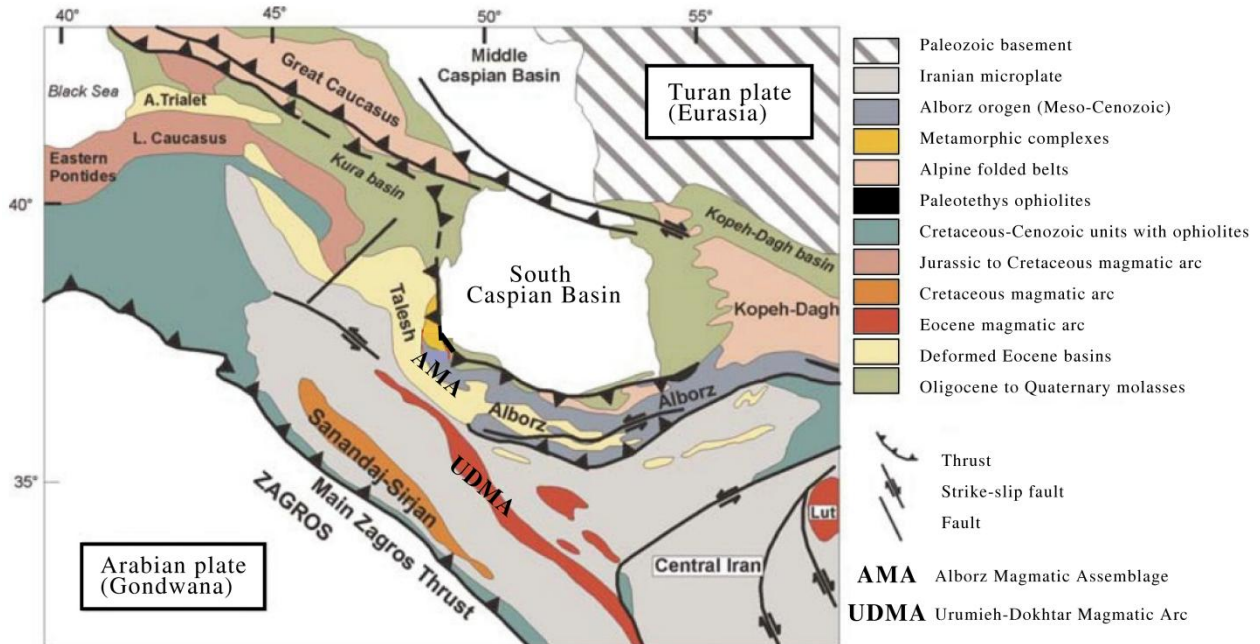 40°
45°
50°
55°
Black Sea
A.Trialet
Great Caucasus
Middle
Caspian Basin
Turan plate
(Eurasia)
L. Caucasus
Eastern
Pontides
Kura basin
40°
Kopeh-Dagh basin
South
Caspian Basin
Kopeh-Dagh
Talesh
AMA
Alborz
Alborz
Sanandaj-Sirjan
UDMA
35°
Main Zagros Thrust
ZAGROS
Lut
Central Iran
Arabian plate
(Gondwana)
Paleozoic basement
Iranian microplate
Alborz orogen (Meso-Cenozoic)
Metamorphic complexes
Alpine folded belts
Paleotethys ophiolites
Cretaceous-Cenozoic units with ophiolites
Jurassic to Cretaceous magmatic arc
Cretaceous magmatic arc
Eocene magmatic arc
Deformed Eocene basins
Oligocene to Quaternary molasses
Thrust
Strike-slip fault
Fault
AMA Alborz Magmatic Assemblage
UDMA Urumieh-Dokhtar Magmatic Arc